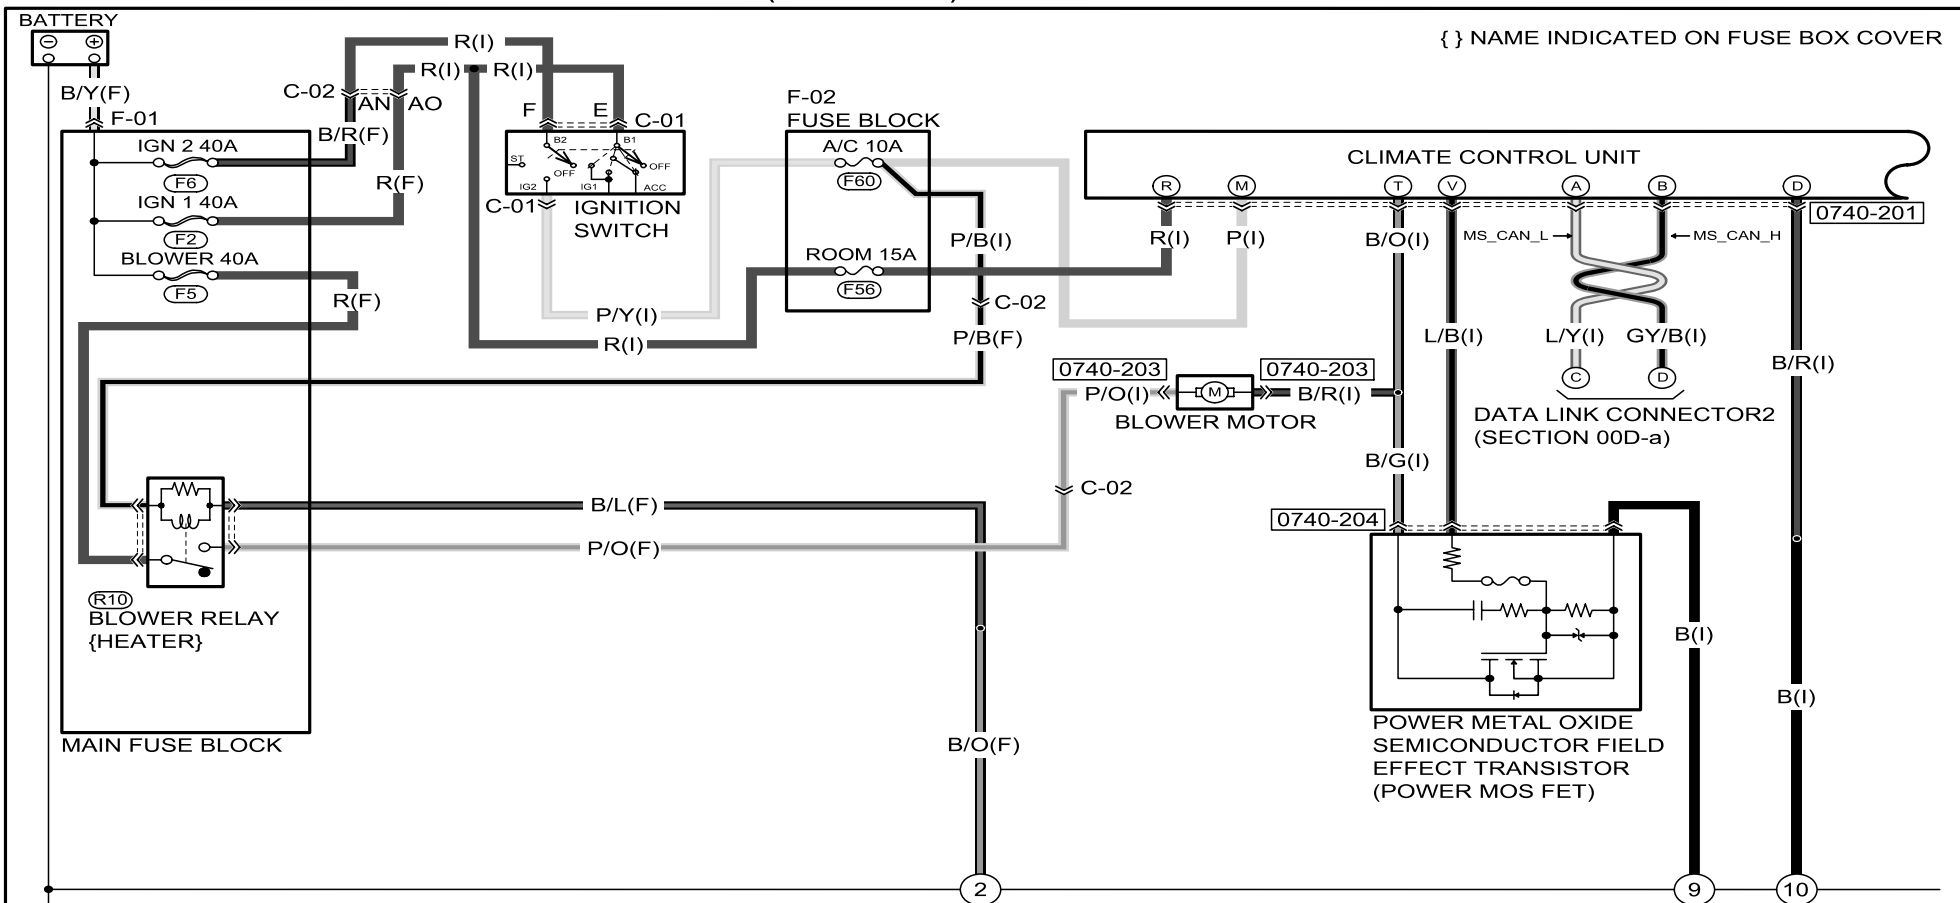 BATTERY
{ } NAME INDICATED ON FUSE BOX COVER
− +
R(I)
R(I) R(I)
B/Y(F)
C-02
AN AO
F-01
F E
C-01
F-02
FUSE BLOCK
B/R(F)
IGN 2 40A
F6
B2 B1
ST
OFF
OFF
IG2 IG1 ACC
A/C 10A
F60
CLIMATE CONTROL UNIT
R M T V A B D
0740-201
R(F)
IGN 1 40A
F2
C-01
IGNITION
SWITCH
P/B(I)
R(I) P(I) B/O(I)
MS_CAN_L MS_CAN_H
BLOWER 40A
F5
R(F)
ROOM 15A
F56
C-02
P/Y(I)
R(I)
P/B(F)
L/B(I)
L/Y(I) GY/B(I)
B/R(I)
C D
0740-203 0740-203
P/O(I) M B/R(I)
BLOWER MOTOR
DATA LINK CONNECTOR2
(SECTION 00D-a)
B/G(I)
C-02
B/L(F)
0740-204
P/O(F)
R10
BLOWER RELAY
{HEATER}
B(I)
B(I)
MAIN FUSE BLOCK
B/O(F)
POWER METAL OXIDE
SEMICONDUCTOR FIELD
EFFECT TRANSISTOR
(POWER MOS FET)
2 9 10